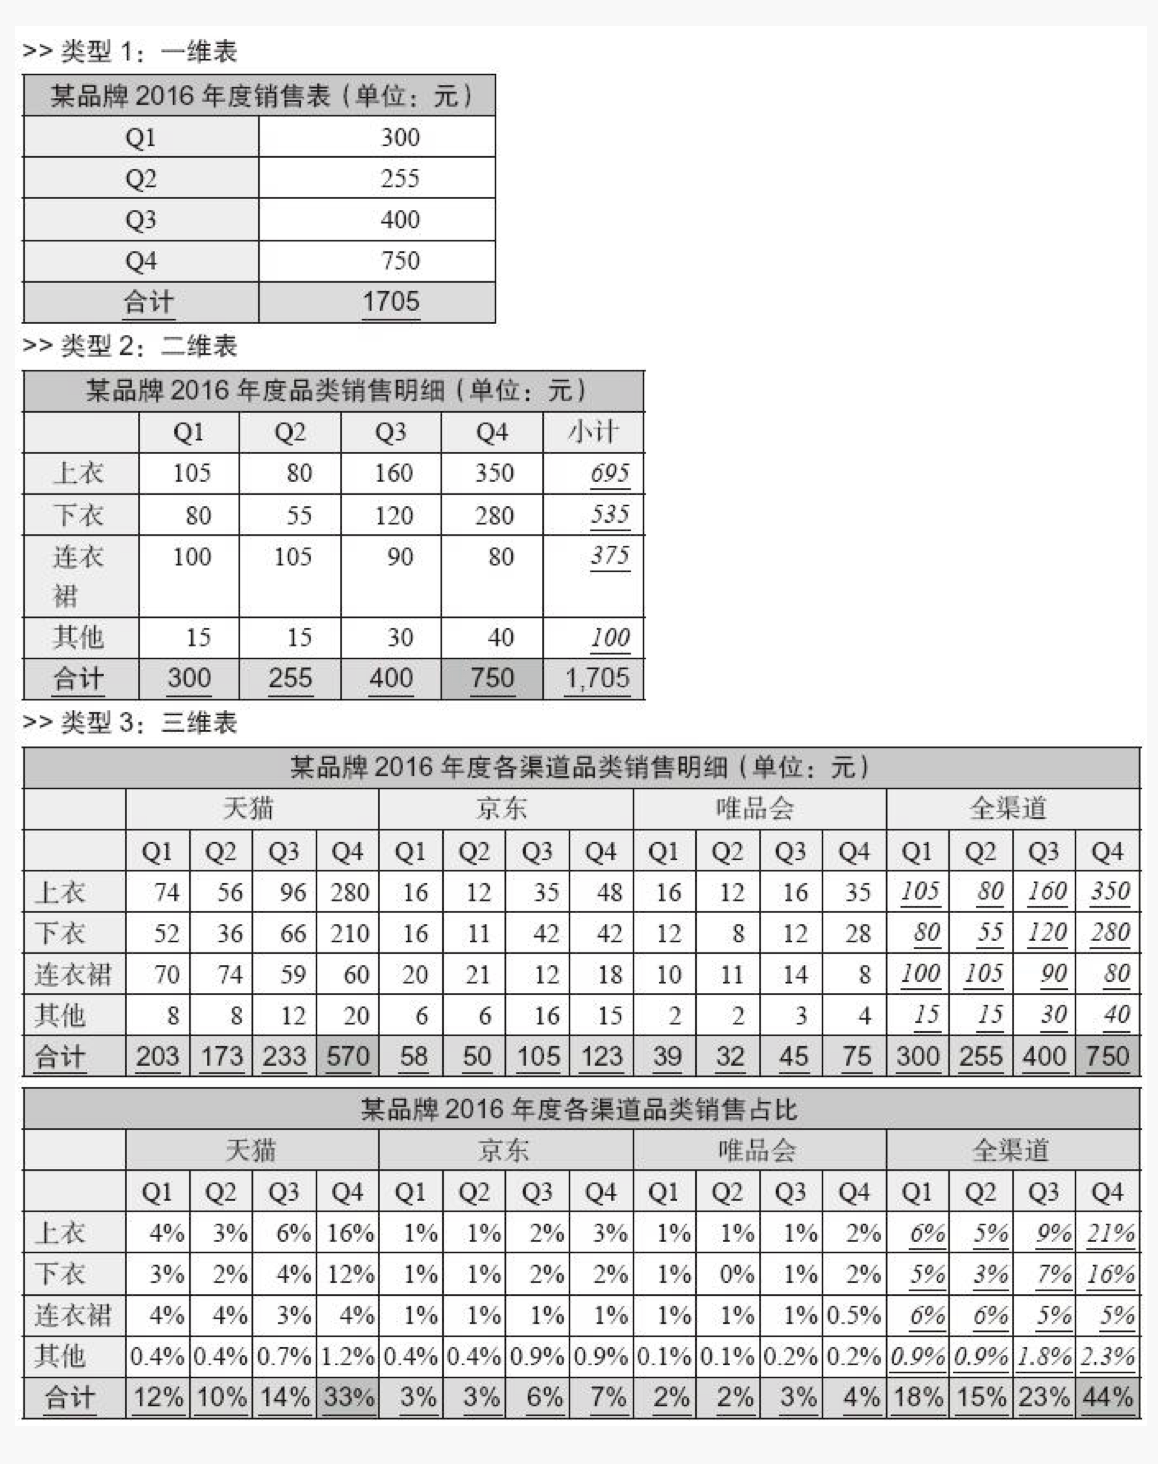 >> 类型 1：一维表
某品牌 2016 年度销售表（单位：元）
Q1 300
Q2 255
Q3 400
Q4 750
合计 1705
>> 类型 2：二维表
某品牌 2016 年度品类销售明细（单位：元）
Q1 Q2 Q3 Q4 小计
上衣 105 80 160 350 695
下衣 80 55 120 280 535
连衣 100 105 90 80 375
裙
其他 15 15 30 40 100
合计 300 255 400 750 1,705
>> 类型 3：三维表
某品牌 2016 年度各渠道品类销售明细（单位：元）
天猫 京东 唯品会 全渠道
Q1 Q2 Q3 Q4 Q1 Q2 Q3 Q4 Q1 Q2 Q3 Q4 Q1 Q2 Q3 Q4
上衣 74 56 96 280 16 12 35 48 16 12 16 35 105 80 160 350
下衣 52 36 66 210 16 11 42 42 12 8 12 28 80 55 120 280
连衣裙 70 74 59 60 20 21 12 18 10 11 14 8 100 105 90 80
其他 8 8 12 20 6 6 16 15 2 2 3 4 15 15 30 40
合计 203 173 233 570 58 50 105 123 39 32 45 75 300 255 400 750
某品牌 2016 年度各渠道品类销售占比
天猫 京东 唯品会 全渠道
Q1 Q2 Q3 Q4 Q1 Q2 Q3 Q4 Q1 Q2 Q3 Q4 Q1 Q2 Q3 Q4
上衣 4% 3% 6% 16% 1% 1% 2% 3% 1% 1% 1% 2% 6% 5% 9% 21%
下衣 3% 2% 4% 12% 1% 1% 2% 2% 1% 0% 1% 2% 5% 3% 7% 16%
连衣裙 4% 4% 3% 4% 1% 1% 1% 1% 1% 1% 1% 0.5% 6% 6% 5% 5%
其他 0.4% 0.4% 0.7% 1.2% 0.4% 0.4% 0.9% 0.9% 0.1% 0.1% 0.2% 0.2% 0.9% 0.9% 1.8% 2.3%
合计 12% 10% 14% 33% 3% 3% 6% 7% 2% 2% 3% 4% 18% 15% 23% 44%